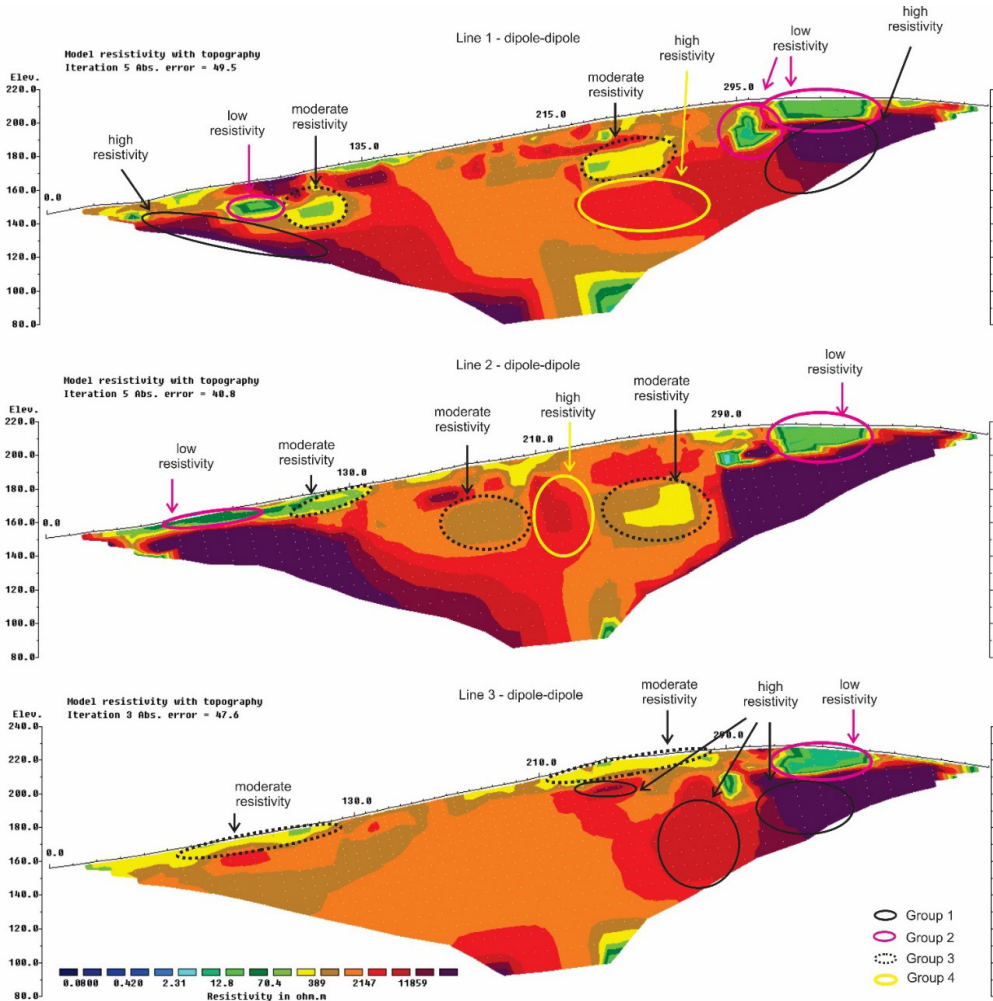 Line 1 - dipole-dipole
Model resistivity with topography
Iteration 5 Abs. error = 49.5
high
resistivity
low
resistivity
moderate
resistivity
moderate
resistivity
high
resistivity
low
resistivity
high
resistivity
Elev.
220.0
200.0
180.0
160.0
140.0
120.0
100.0
80.0
0.0
135.0
215.0
295.0
Line 2 - dipole-dipole
Model resistivity with topography
Iteration 5 Abs. error = 40.8
low
resistivity
moderate
resistivity
moderate
resistivity
high
resistivity
moderate
resistivity
low
resistivity
Elev.
220.0
200.0
180.0
160.0
140.0
120.0
100.0
80.0
0.0
130.0
210.0
290.0
Line 3 - dipole-dipole
Model resistivity with topography
Iteration 3 Abs. error = 47.6
moderate
resistivity
moderate
resistivity
high
resistivity
low
resistivity
Elev.
240.0
220.0
200.0
180.0
160.0
140.0
120.0
100.0
80.0
0.0
130.0
210.0
290.0
Group 1
Group 2
Group 3
Group 4
0.0800 0.420 2.31 12.8 70.4 389 2147 11859
Resistivity in ohm.m